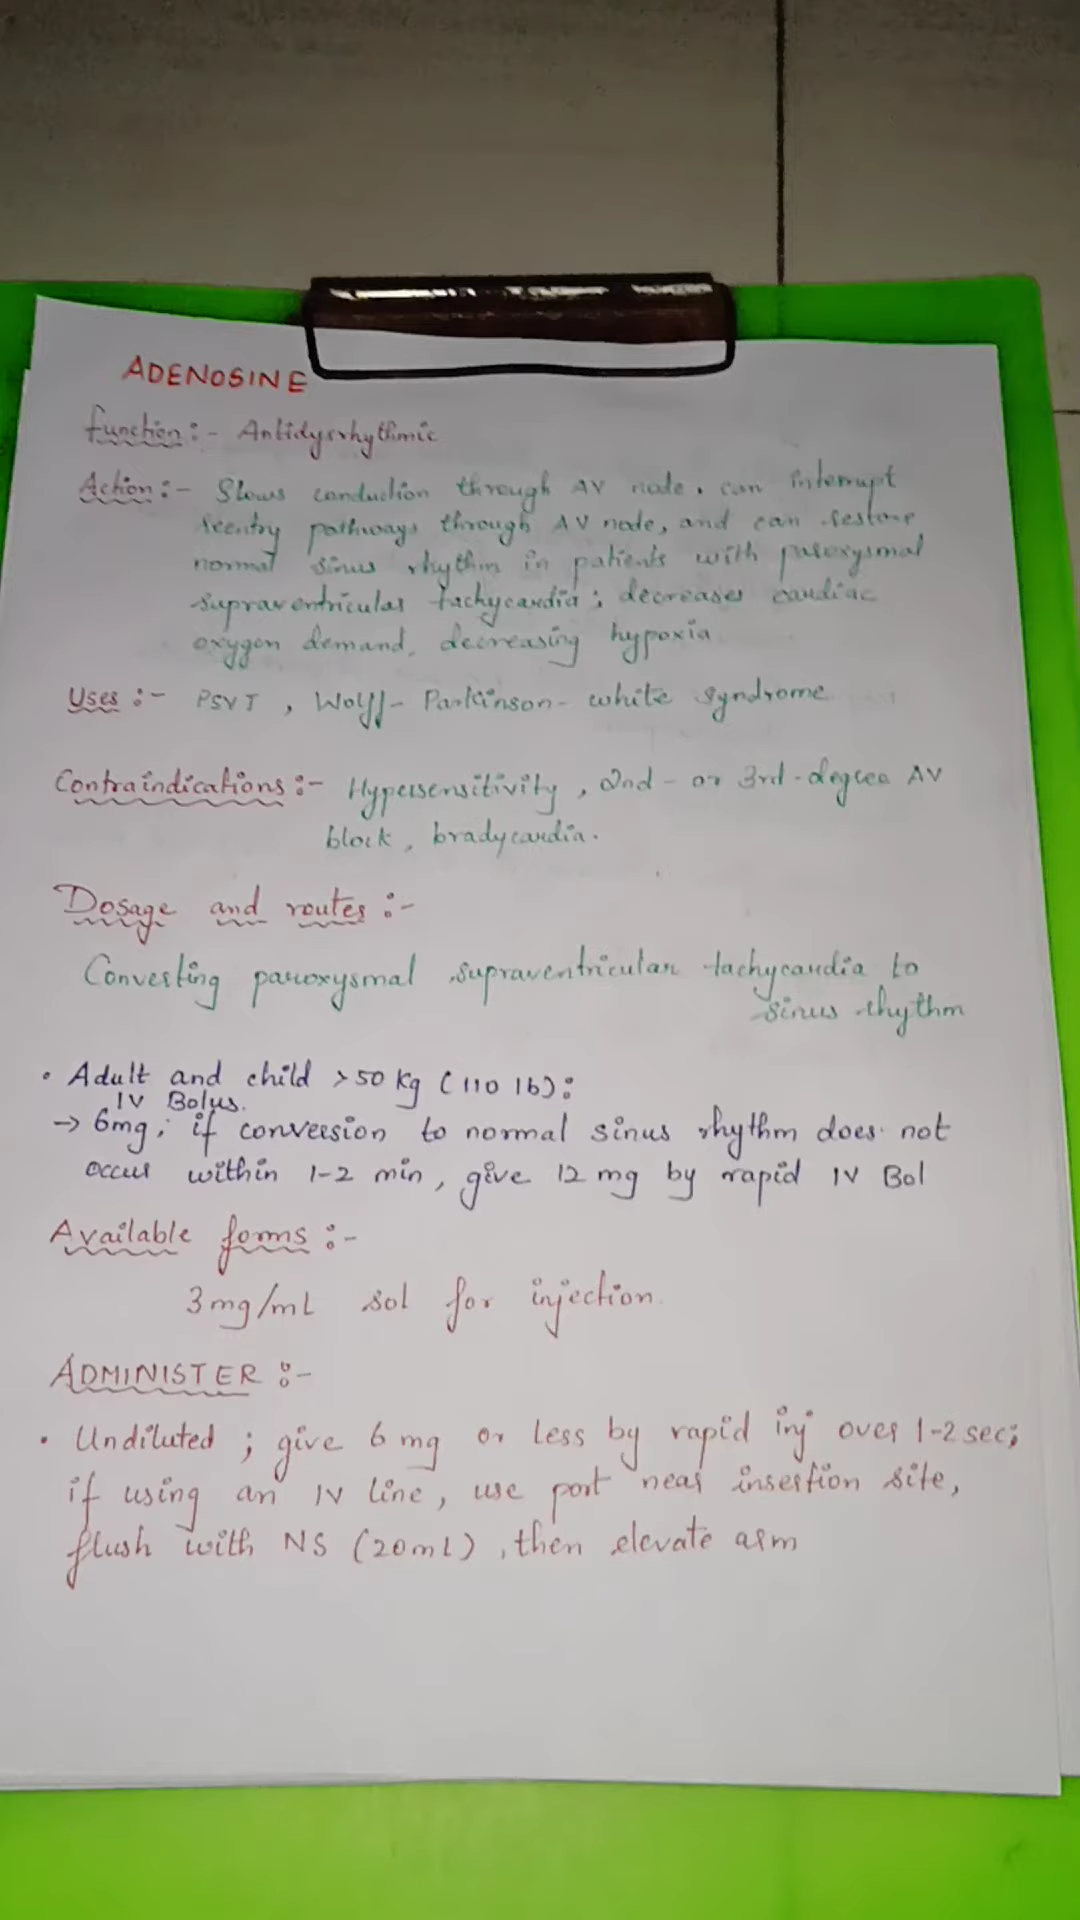 ADENOSINE
function:- Antidysrhythmic
Action:- Slows conduction through AV node, can interrupt
reentry pathways through AV node, and can restore
normal sinus rhythm in patients with paroxysmal
supraventricular tachycardia; decreases cardiac
oxygen demand, decreasing hypoxia
Uses:- PSVT, Wolff-Parkinson-white syndrome
Contraindications:- Hypersensitivity, 2nd- or 3rd-degree AV
block, bradycardia.
Dosage and routes:-
Converting paroxysmal supraventricular tachycardia to
sinus rhythm
• Adult and child >50 kg (110 lb):
IV Bolus.
→ 6mg; if conversion to normal sinus rhythm does not
occur within 1-2 min, give 12 mg by rapid IV Bol
Available forms:-
3mg/mL sol for injection.
ADMINISTER:-
• Undiluted; give 6 mg or less by rapid inj over 1-2 sec;
if using an IV line, use port near insertion site,
flush with NS (20mL), then elevate arm